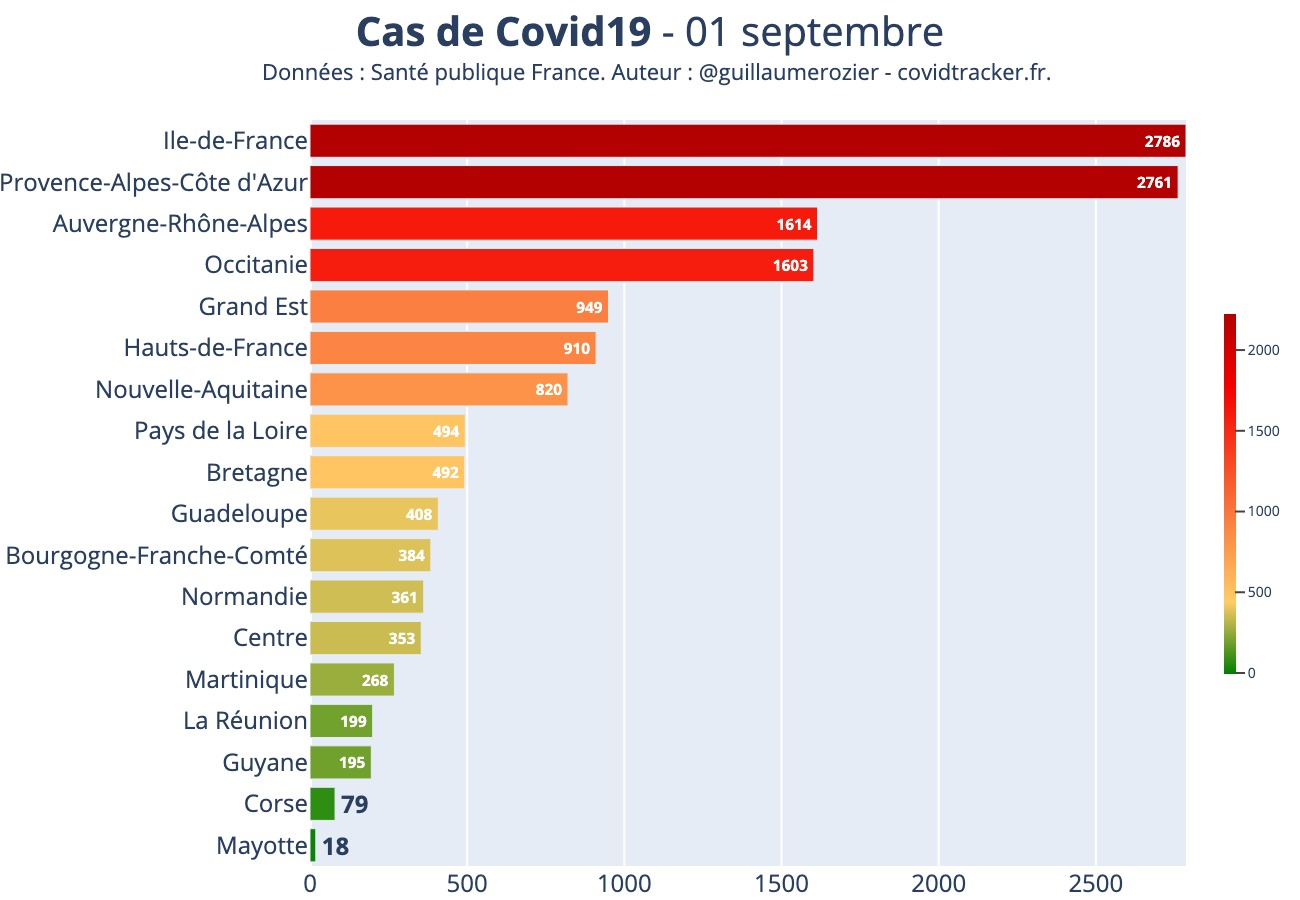 Cas de Covid19 - 01 septembre
Données : Santé publique France. Auteur : @guillaumerozier - covidtracker.fr.
Ile-de-France 2786
Provence-Alpes-Côte d'Azur 2761
Auvergne-Rhône-Alpes 1614
Occitanie 1603
Grand Est 949
Hauts-de-France 910
Nouvelle-Aquitaine 820
Pays de la Loire 494
Bretagne 492
Guadeloupe 408
Bourgogne-Franche-Comté 384
Normandie 361
Centre 353
Martinique 268
La Réunion 199
Guyane 195
Corse 79
Mayotte 18
0 500 1000 1500 2000 2500
2000
1500
1000
500
0